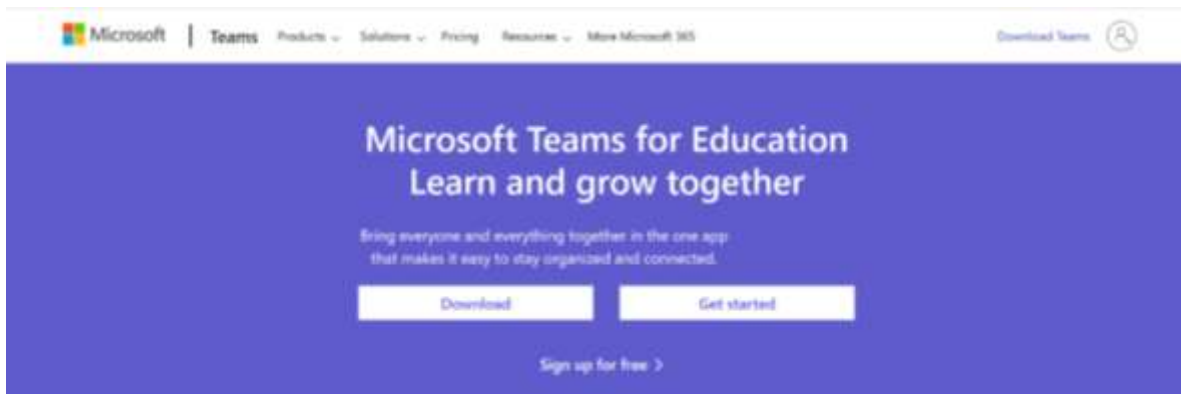 Microsoft | Teams Products Solutions Pricing Resources More Microsoft 365 Download Teams
Microsoft Teams for Education
Learn and grow together
Bring everyone and everything together in the one app
that makes it easy to stay organized and connected.
Download Get started
Sign up for free >